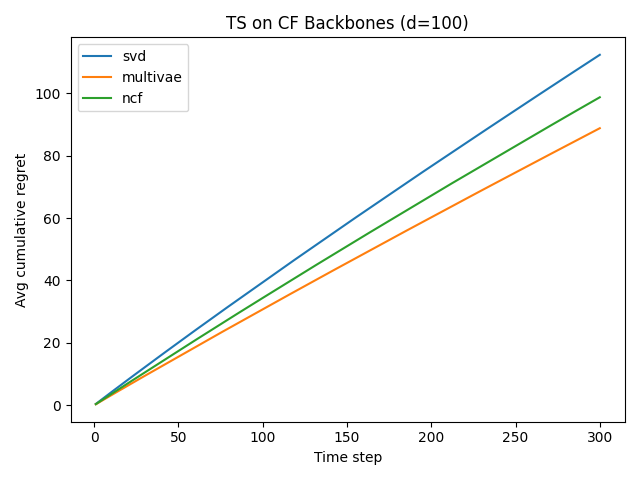 TS on CF Backbones (d=100)
svd
multivae
ncf
Avg cumulative regret
100
80
60
40
20
0
0 50 100 150 200 250 300
Time step